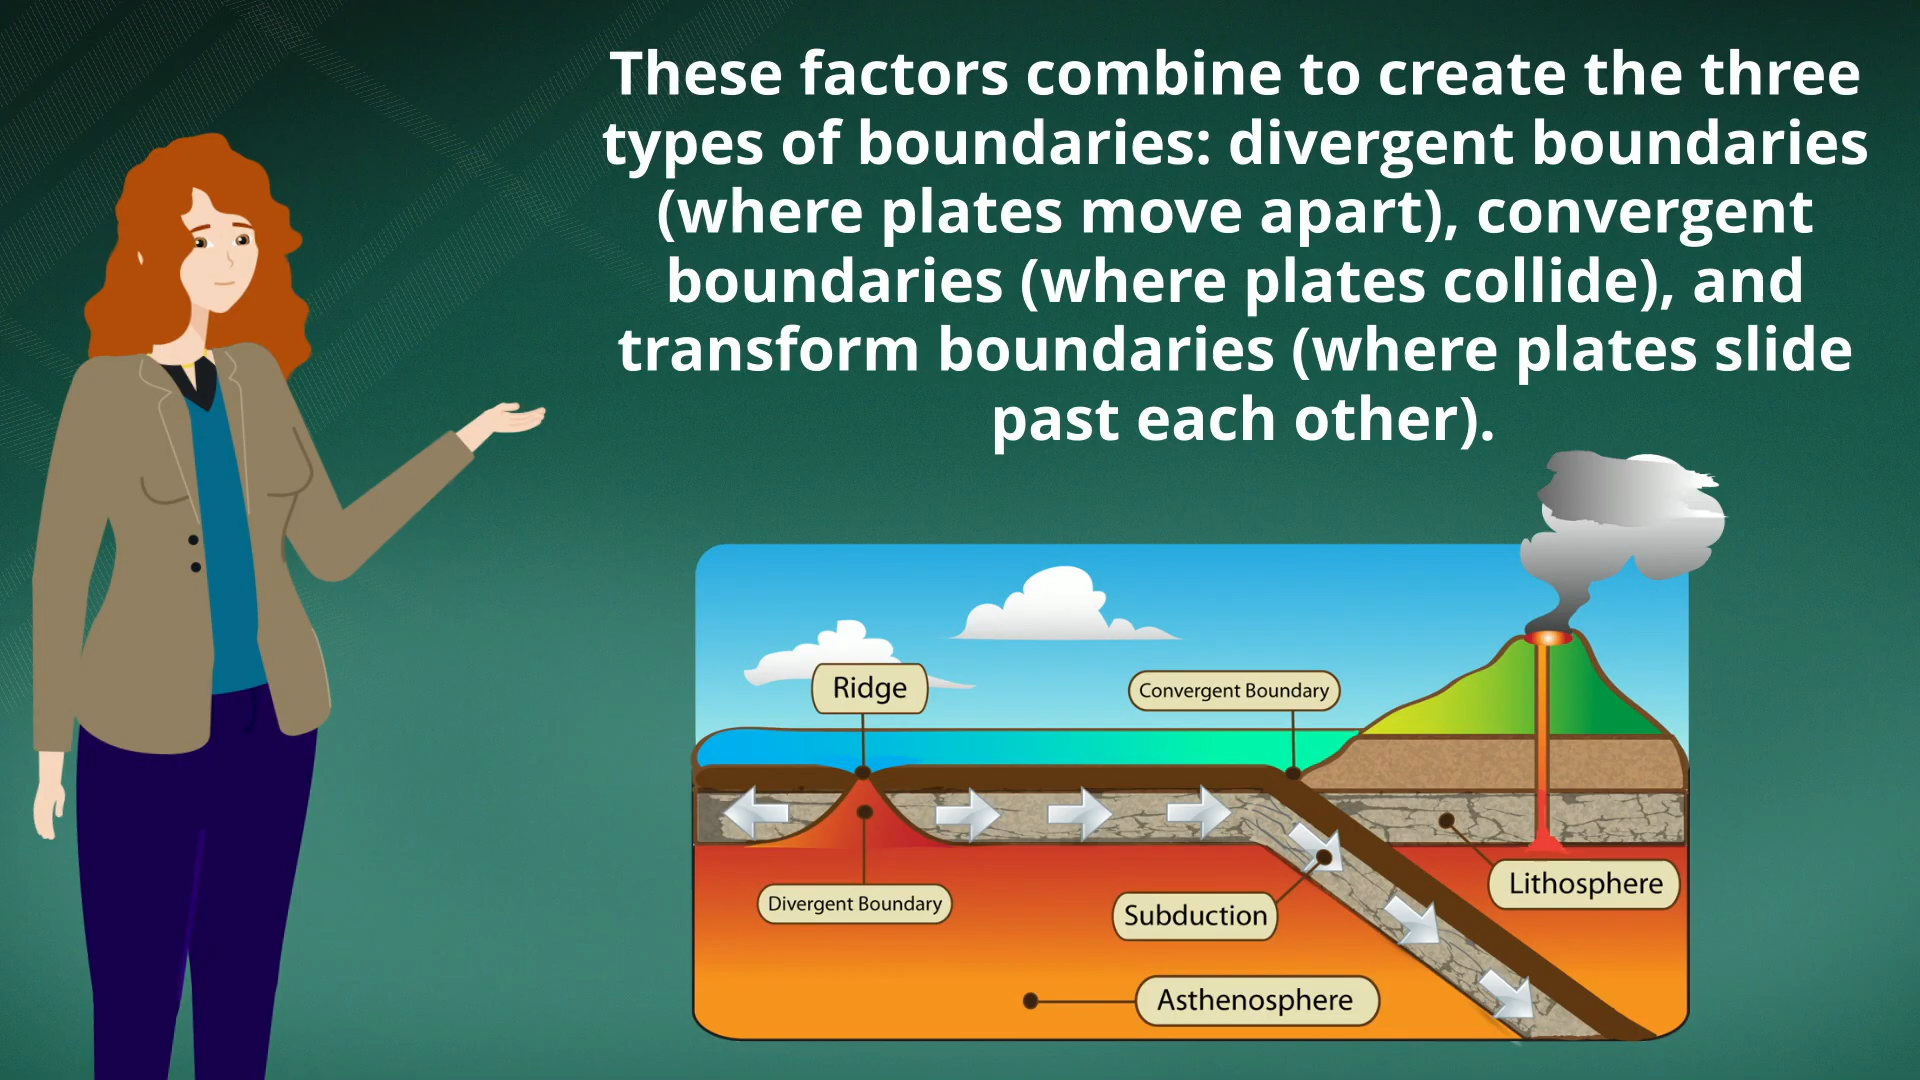 These factors combine to create the three
types of boundaries: divergent boundaries
(where plates move apart), convergent
boundaries (where plates collide), and
transform boundaries (where plates slide
past each other).
Ridge
Convergent Boundary
Divergent Boundary
Subduction
Lithosphere
Asthenosphere